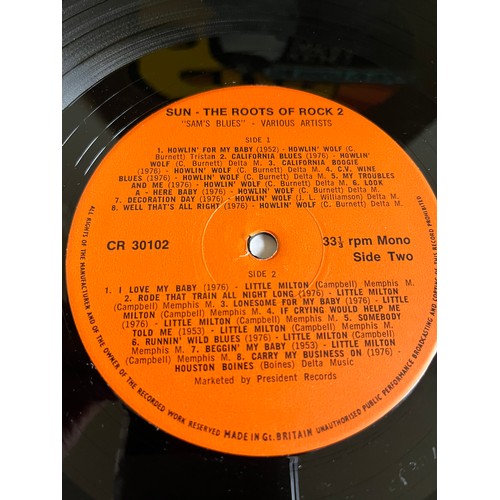 SUN - THE ROOTS OF ROCK 2
"SAM'S BLUES" - VARIOUS ARTISTS
SIDE 1
1. HOWLIN' FOR MY BABY (1952) - HOWLIN' WOLF (C.
Burnett) Tristan 2. CALIFORNIA BLUES (1976) - HOWLIN'
WOLF (C. Burnett) Delta M. 3. CALIFORNIA BOOGIE
(1976) - HOWLIN' WOLF (C. Burnett) Delta M. 4. C.V. WINE
BLUES (1976) - HOWLIN' WOLF (C. Burnett) Delta M. 5. MY TROUBLES
AND ME (1976) - HOWLIN' WOLF (C. Burnett) Delta M. 6. LOOK
A - HERE BABY (1976) - HOWLIN' WOLF (C. Burnett) Delta M.
7. DECORATION DAY (1976) - HOWLIN' WOLF (J. L. Williamson) Delta M.
8. WELL THAT'S ALL RIGHT (1976) - HOWLIN' WOLF (C. Burnett) Delta M.
CR 30102
33⅓ rpm Mono
Side Two
SIDE 2
1. I LOVE MY BABY (1976) - LITTLE MILTON (Campbell) Memphis M.
2. RODE THAT TRAIN ALL NIGHT LONG (1976) - LITTLE MILTON
(Campbell) Memphis M. 3. LONESOME FOR MY BABY (1976) - LITTLE
MILTON (Campbell) Memphis M. 4. IF CRYING WOULD HELP ME
(1976) - LITTLE MILTON (Campbell) Memphis M. 5. SOMEBODY
TOLD ME (1953) - LITTLE MILTON (Campbell) Memphis M.
6. RUNNIN' WILD BLUES (1976) - LITTLE MILTON (Campbell)
Memphis M. 7. BEGGIN' MY BABY (1953) - LITTLE MILTON
(Campbell) Memphis M. 8. CARRY MY BUSINESS ON (1976) -
HOUSTON BOINES (Boines) Delta Music
Marketed by President Records
ALL RIGHTS OF THE MANUFACTURER AND OF THE OWNER OF THE RECORDED WORK RESERVED MADE IN Gt. BRITAIN UNAUTHORISED PUBLIC PERFORMANCE BROADCASTING AND COPYING OF THIS RECORD PROHIBITED